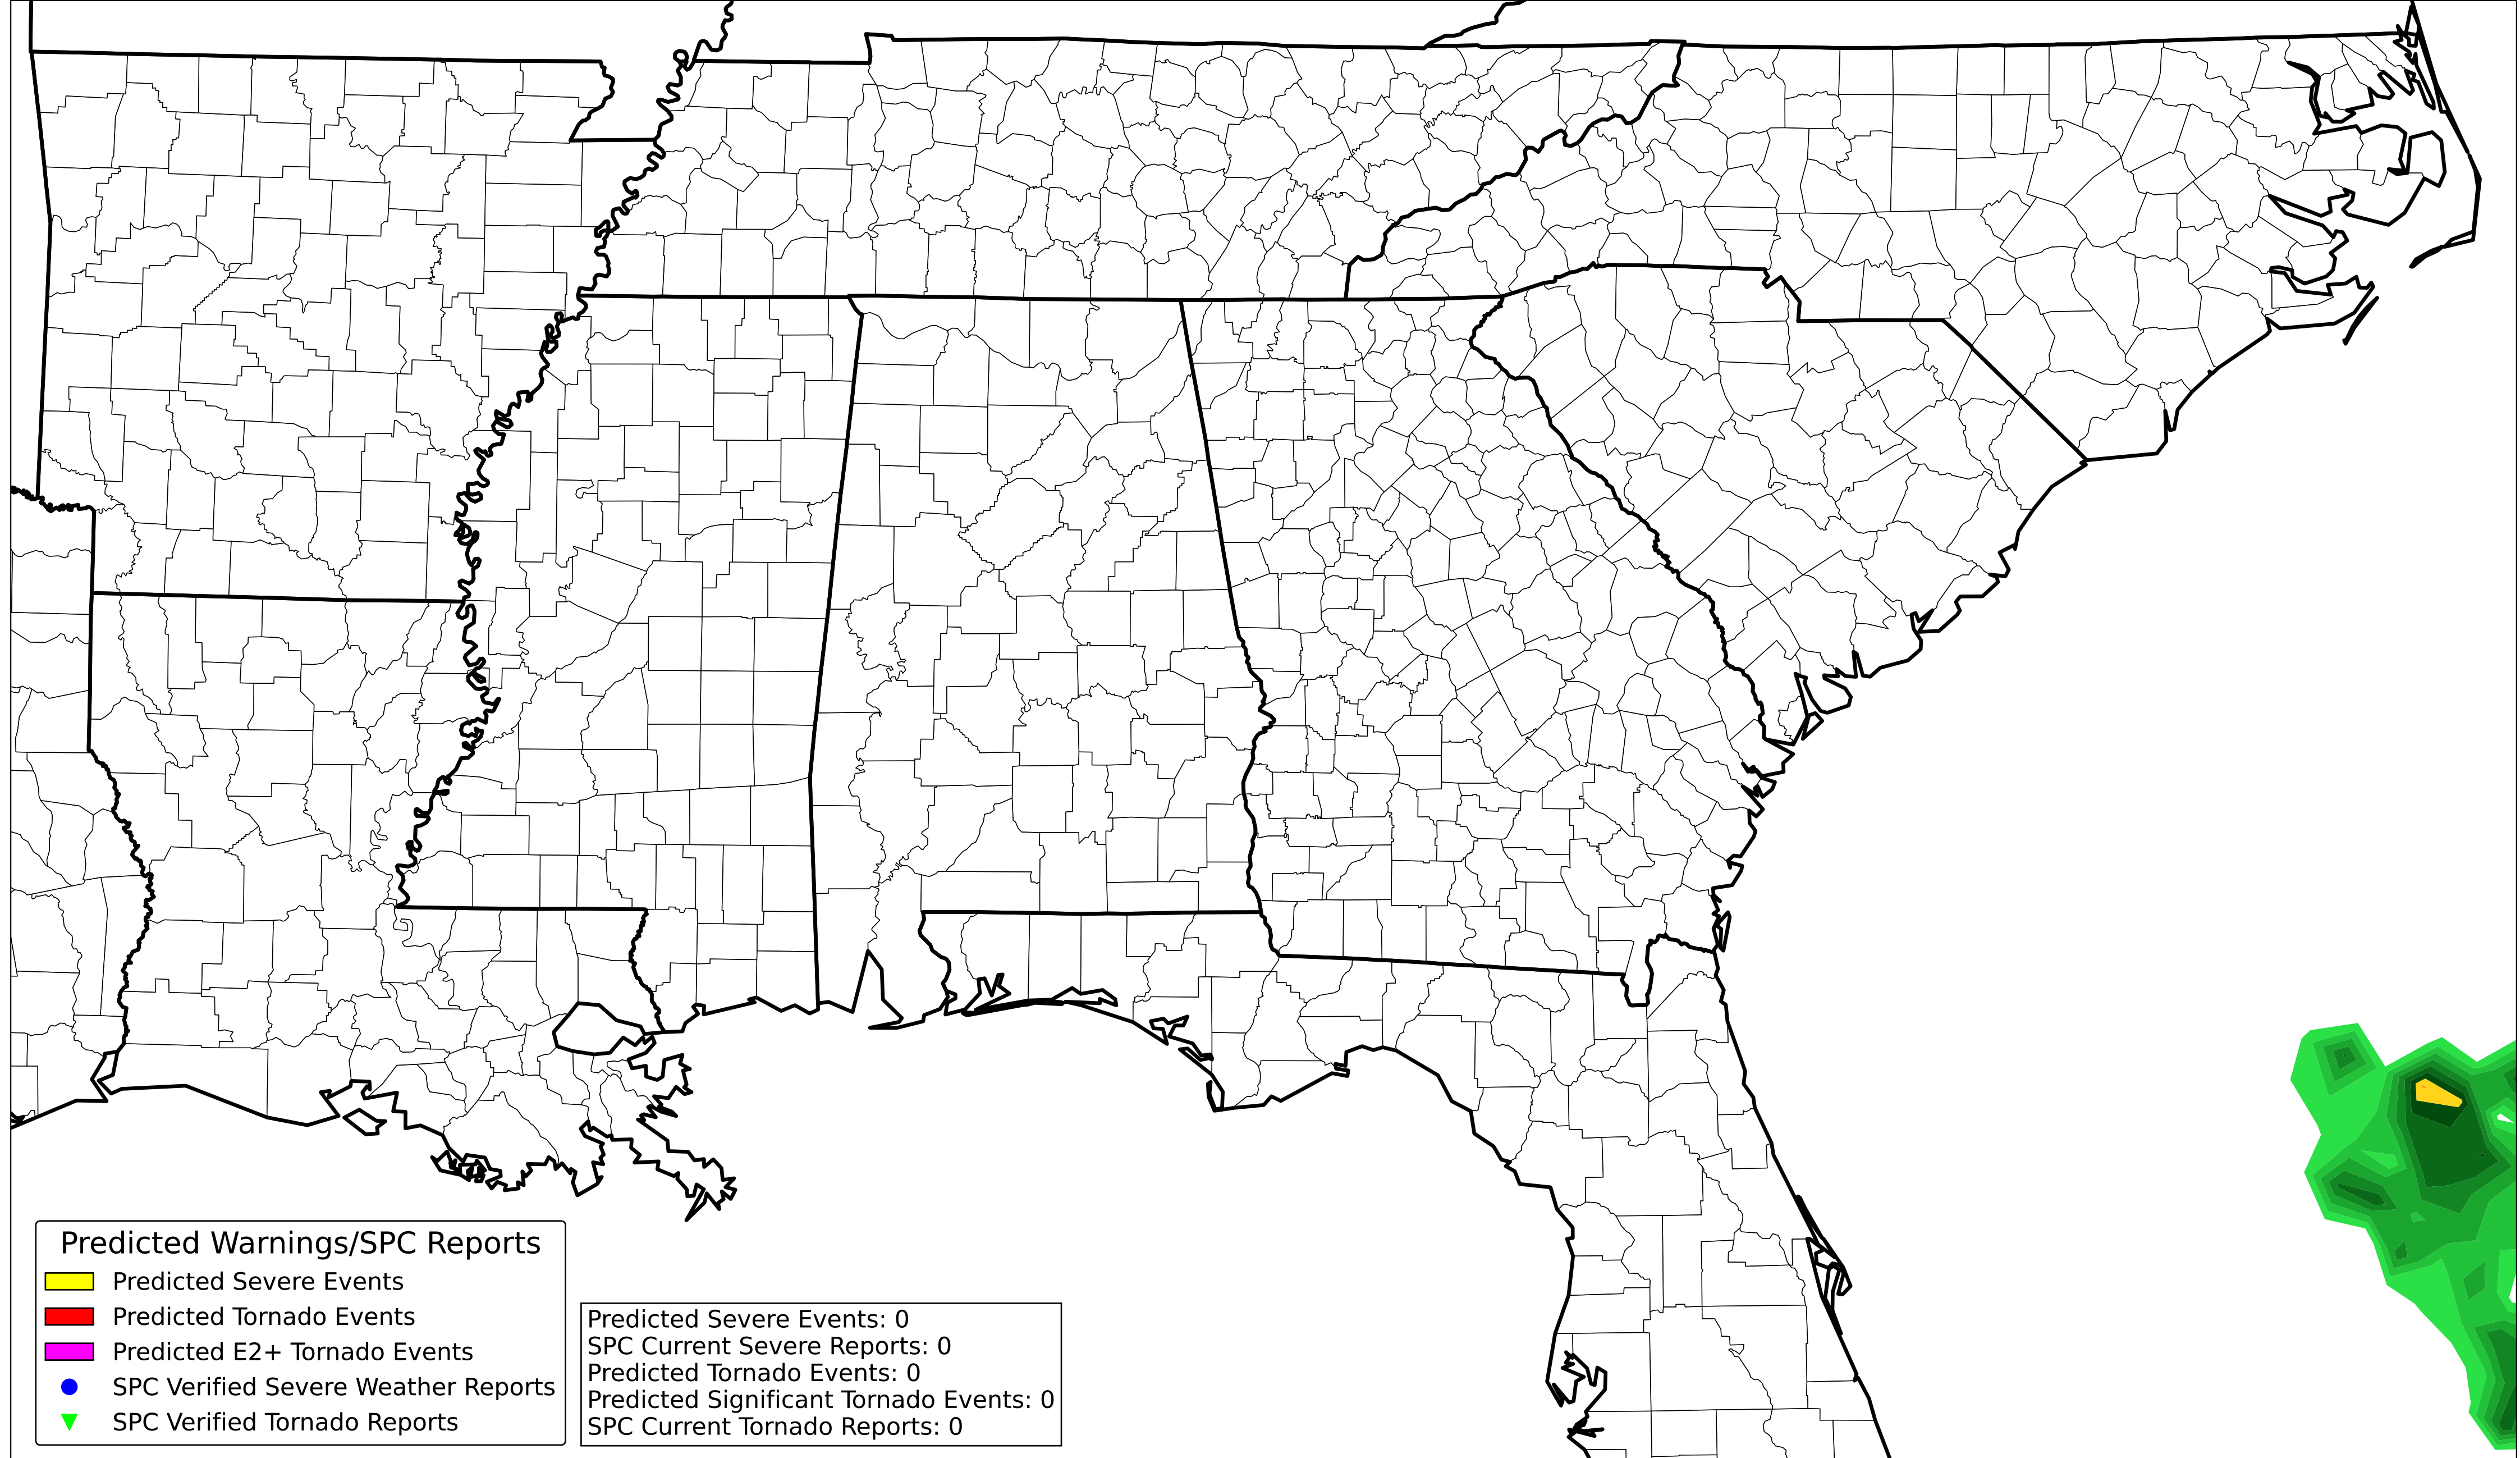 Predicted Warnings/SPC Reports
Predicted Severe Events
Predicted Tornado Events
Predicted E2+ Tornado Events
SPC Verified Severe Weather Reports
SPC Verified Tornado Reports
Predicted Severe Events: 0
SPC Current Severe Reports: 0
Predicted Tornado Events: 0
Predicted Significant Tornado Events: 0
SPC Current Tornado Reports: 0